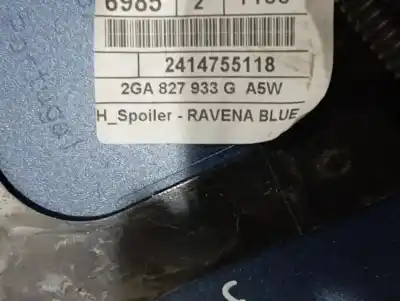 6985 2
2414755118
2GA 827 933 G A5W
H_Spoiler - RAVENA BLUE